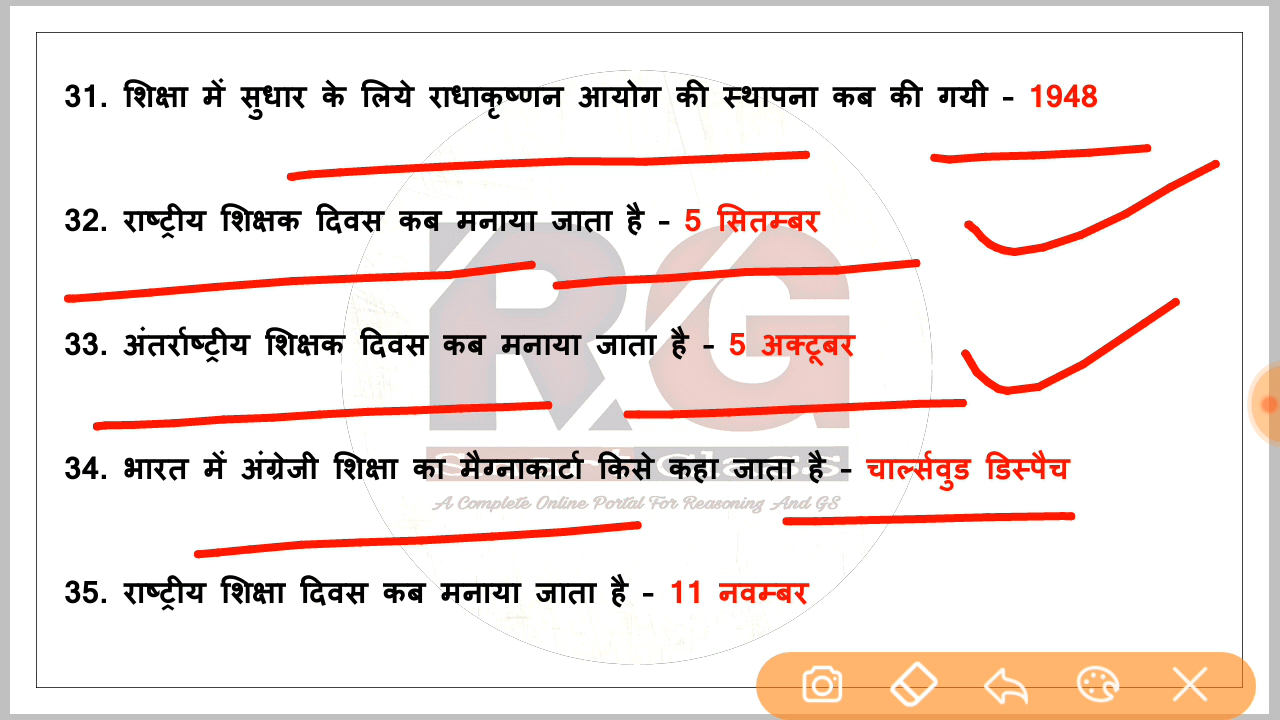 31. शिक्षा में सुधार के लिये राधाकृष्णन आयोग की स्थापना कब की गयी - 1948
32. राष्ट्रीय शिक्षक दिवस कब मनाया जाता है - 5 सितम्बर
33. अंतर्राष्ट्रीय शिक्षक दिवस कब मनाया जाता है - 5 अक्टूबर
34. भारत में अंग्रेजी शिक्षा का मैग्नाकार्टा किसे कहा जाता है - चार्ल्सवुड डिस्पैच
A Complete Online Portal For Reasoning And GS
35. राष्ट्रीय शिक्षा दिवस कब मनाया जाता है - 11 नवम्बर
RG